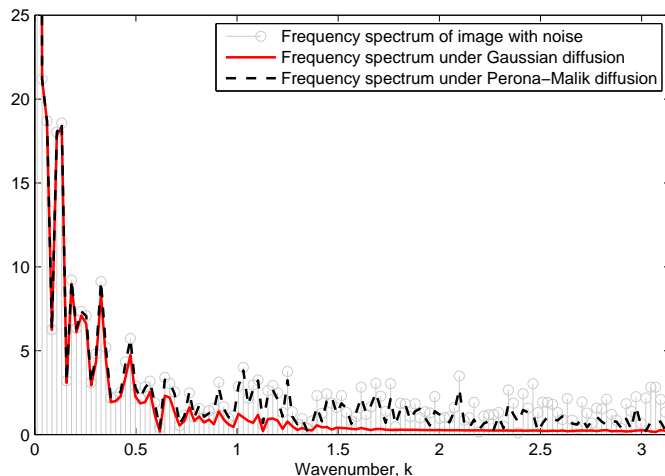 Frequency spectrum of image with noise
Frequency spectrum under Gaussian diffusion
Frequency spectrum under Perona−Malik diffusion
25
20
15
10
5
0
0 0.5 1 1.5 2 2.5 3
Wavenumber, k